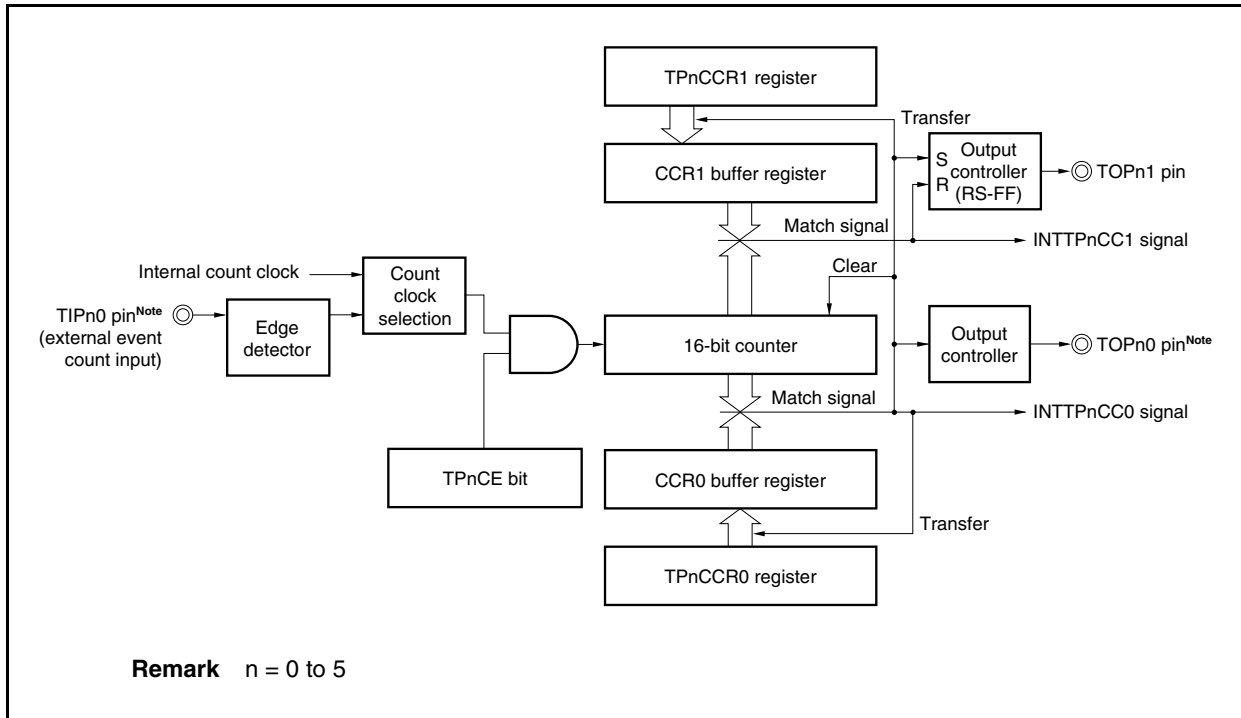 TPnCCR1 register
Transfer
CCR1 buffer register
S
R
Output
controller
(RS-FF)
TOPn1 pin
Match signal
INTTPnCC1 signal
Internal count clock
Count
clock
selection
Clear
TIPn0 pinNote
(external event
count input)
Edge
detector
16-bit counter
Output
controller
TOPn0 pinNote
Match signal
INTTPnCC0 signal
TPnCE bit
CCR0 buffer register
Transfer
TPnCCR0 register
Remark n = 0 to 5